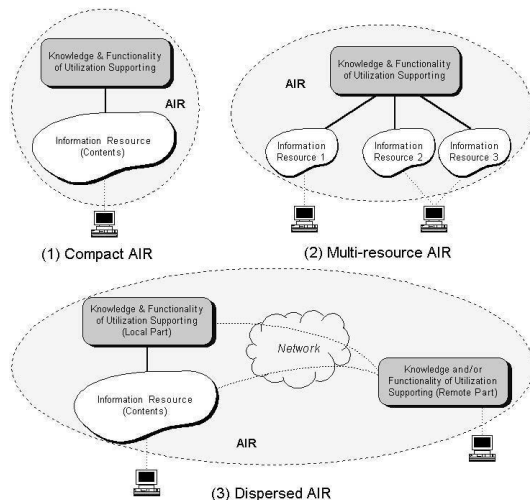 Knowledge & Functionality
of Utilization Supporting
AIR
Information Resource
(Contents)
(1) Compact AIR
Knowledge & Functionality
of Utilization Supporting
AIR
Information
Resource 1
Information
Resource 2
Information
Resource 3
(2) Multi-resource AIR
Knowledge & Functionality
of Utilization Supporting
(Local Part)
Network
Knowledge and/or
Functionality of Utilization
Supporting (Remote Part)
Information Resource
(Contents)
AIR
(3) Dispersed AIR